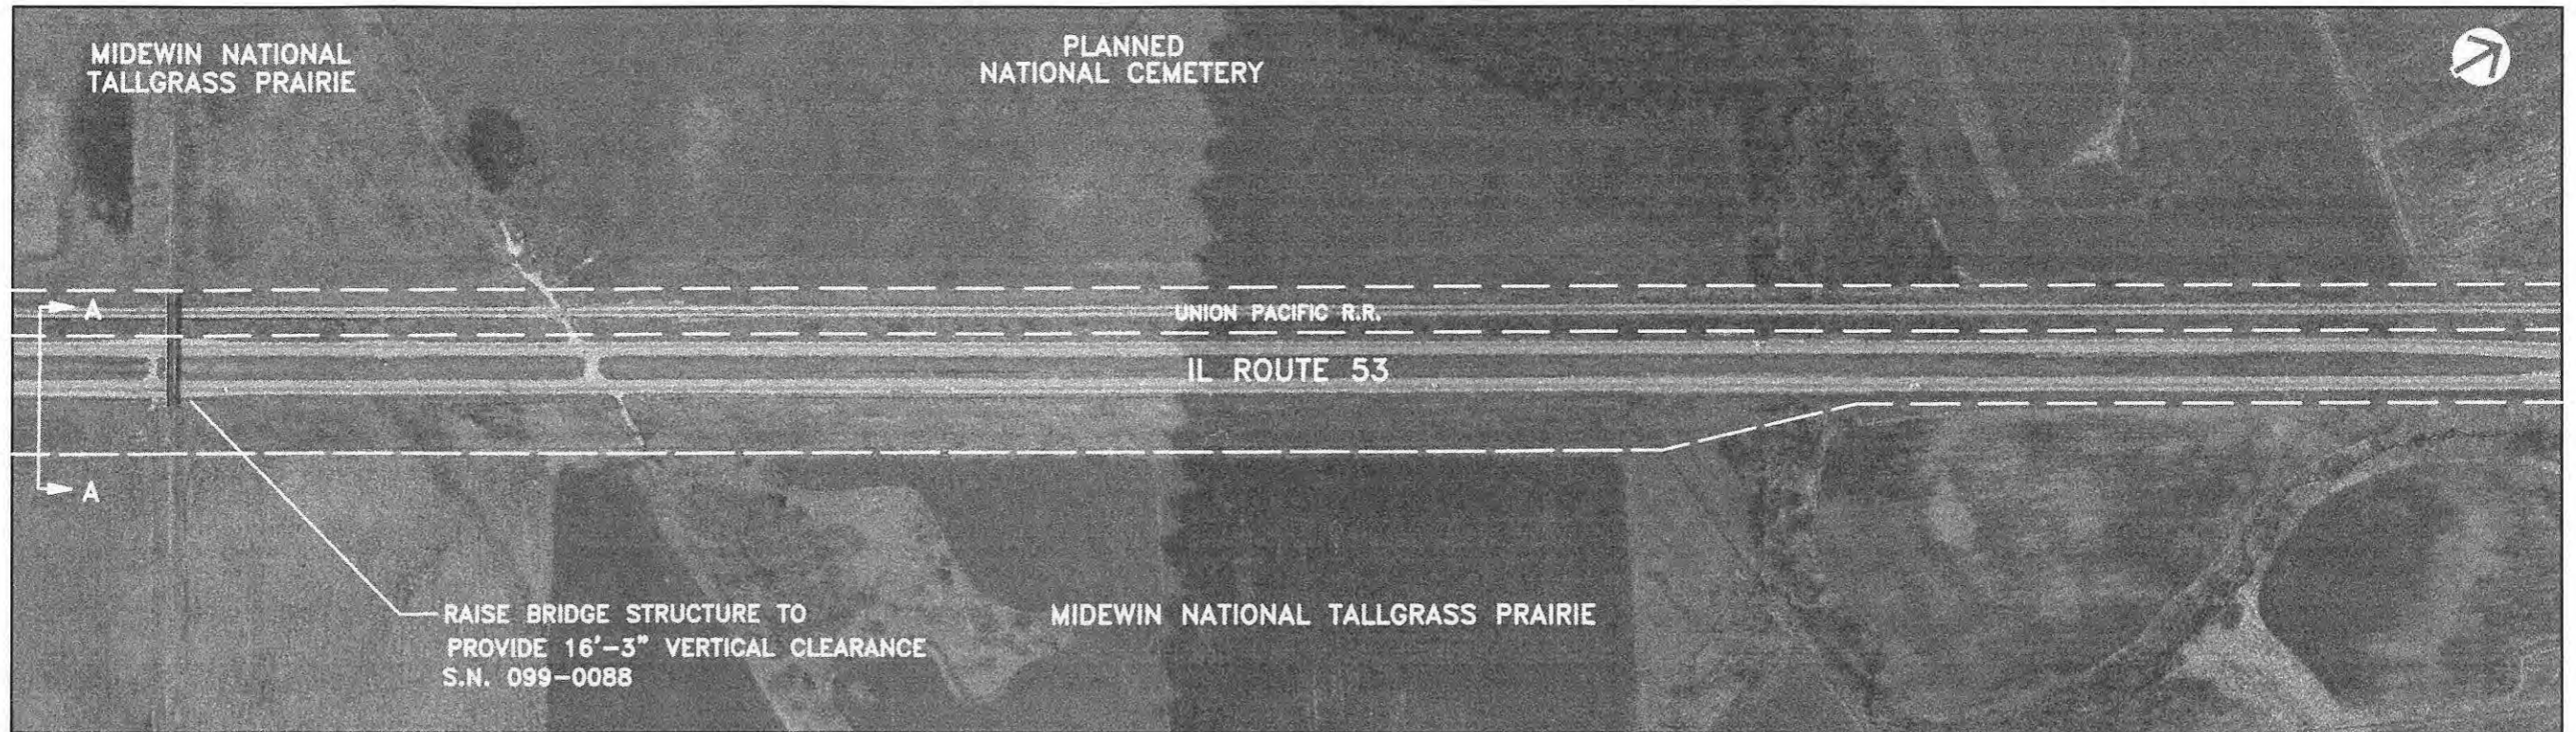 MIDEWIN NATIONAL
TALLGRASS PRAIRIE
PLANNED
NATIONAL CEMETERY
A
UNION PACIFIC R.R.
IL ROUTE 53
A
RAISE BRIDGE STRUCTURE TO
PROVIDE 16'-3" VERTICAL CLEARANCE
S.N. 099-0088
MIDEWIN NATIONAL TALLGRASS PRAIRIE